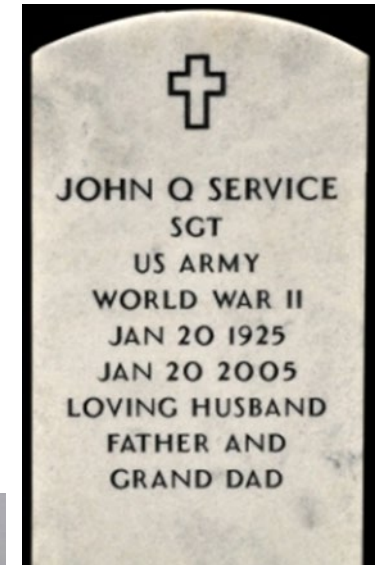 JOHN Q SERVICE
SGT
US ARMY
WORLD WAR II
JAN 20 1925
JAN 20 2005
LOVING HUSBAND
FATHER AND
GRAND DAD